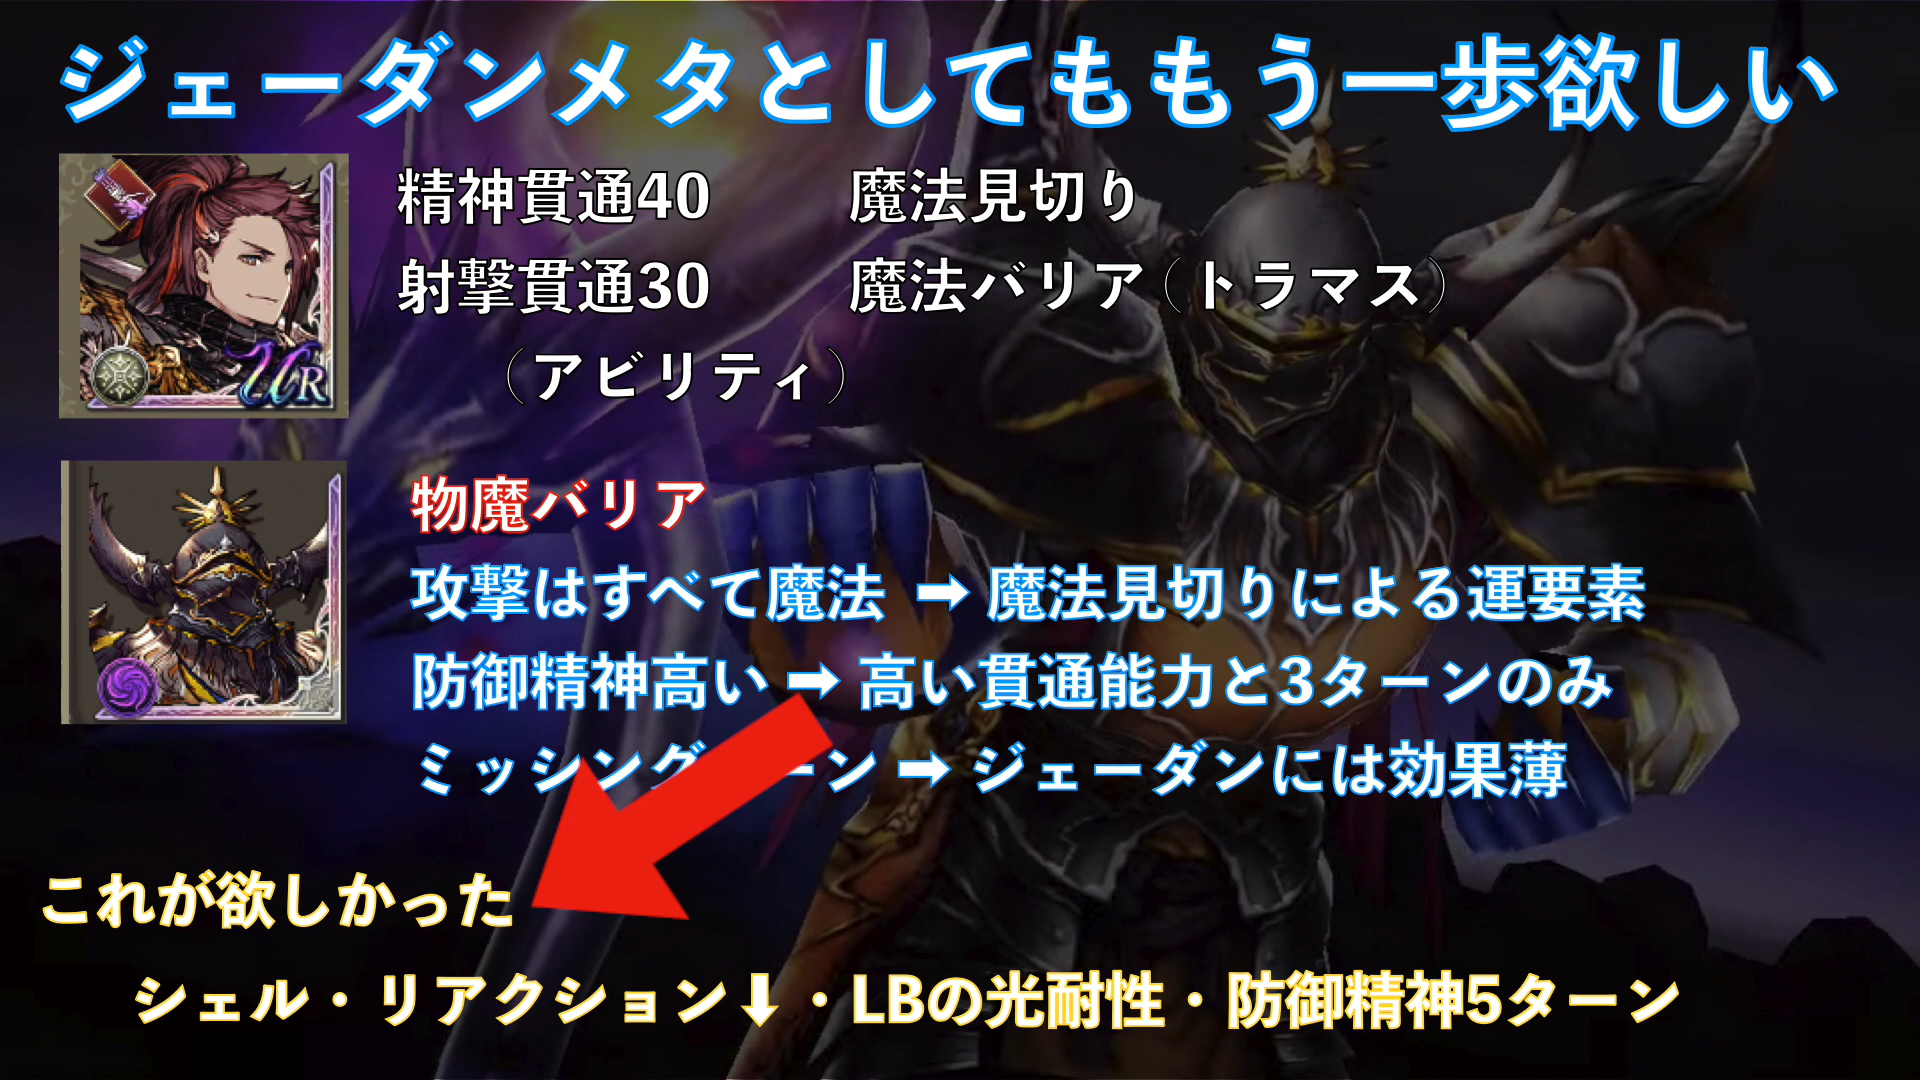 ジェーダンメタとしてももう一歩欲しい
精神貫通40 魔法見切り
射撃貫通30 魔法バリア（トラマス）
（アビリティ）
UR
物魔バリア
攻撃はすべて魔法 ➡ 魔法見切りによる運要素
防御精神高い ➡ 高い貫通能力と3ターンのみ
ミッシング ーン ➡ ジェーダンには効果薄
これが欲しかった
シェル・リアクション⬇・LBの光耐性・防御精神5ターン